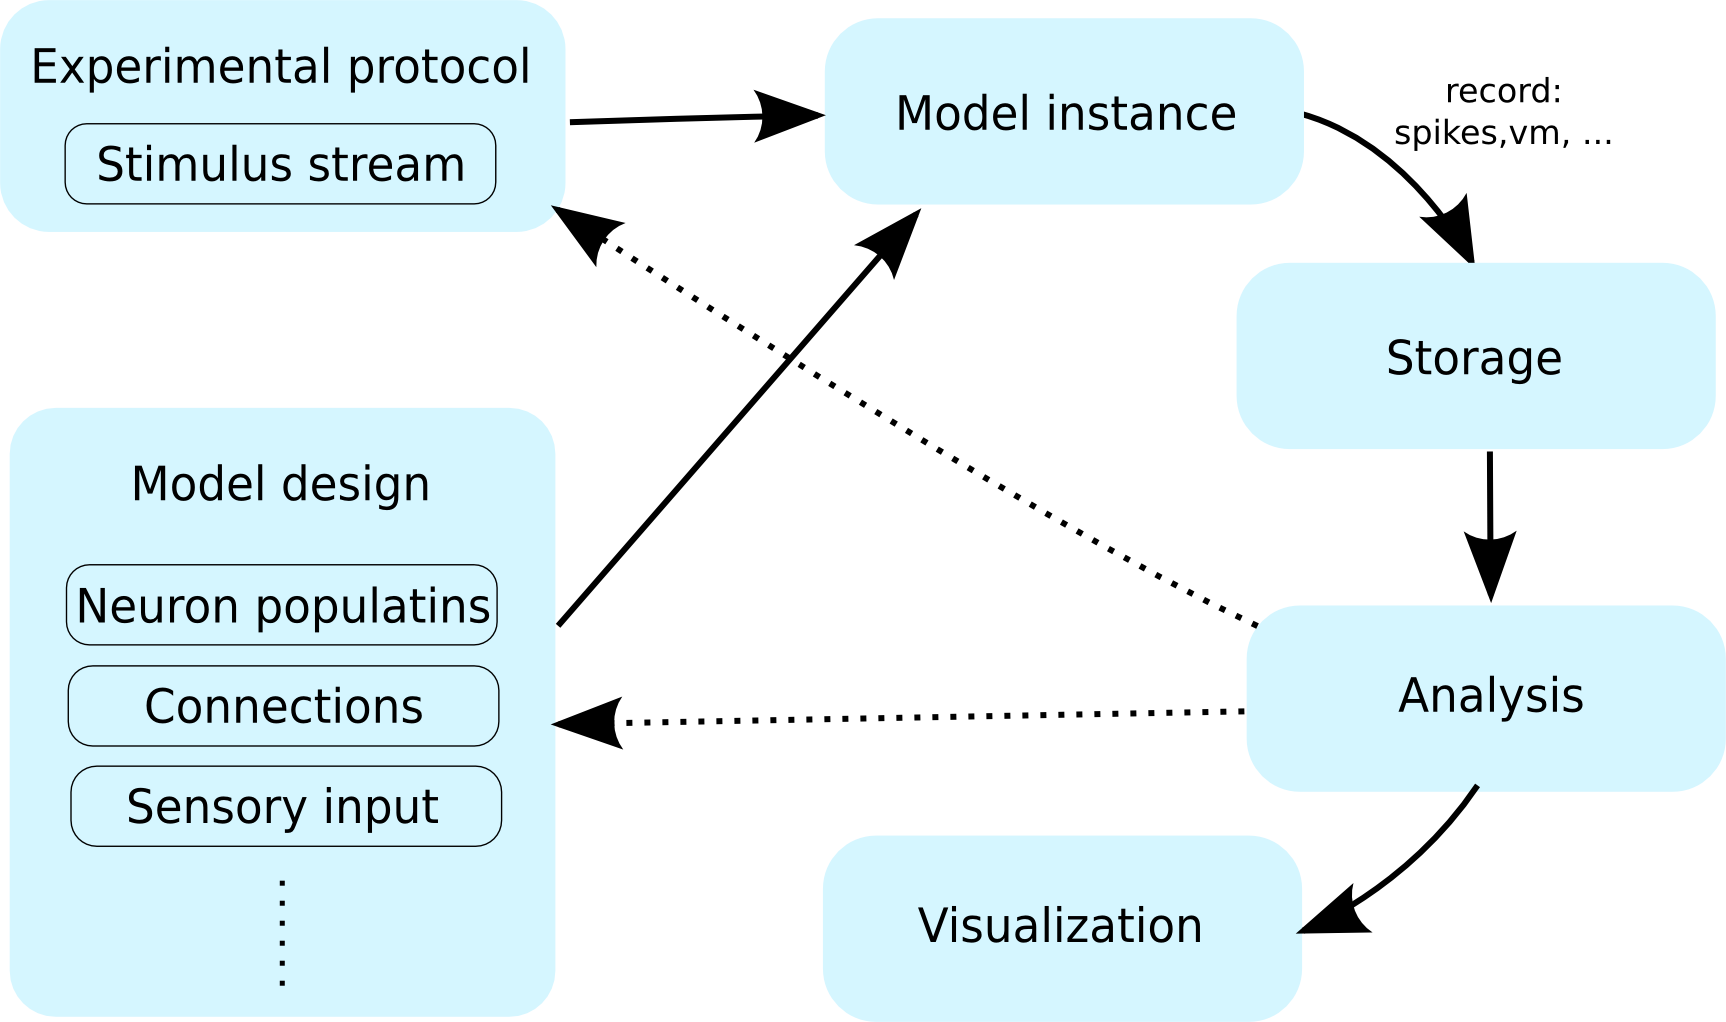 Experimental protocol
Stimulus stream
Model instance
record:
spikes,vm, ...
Storage
Model design
Neuron populatins
Connections
Sensory input
Analysis
Visualization